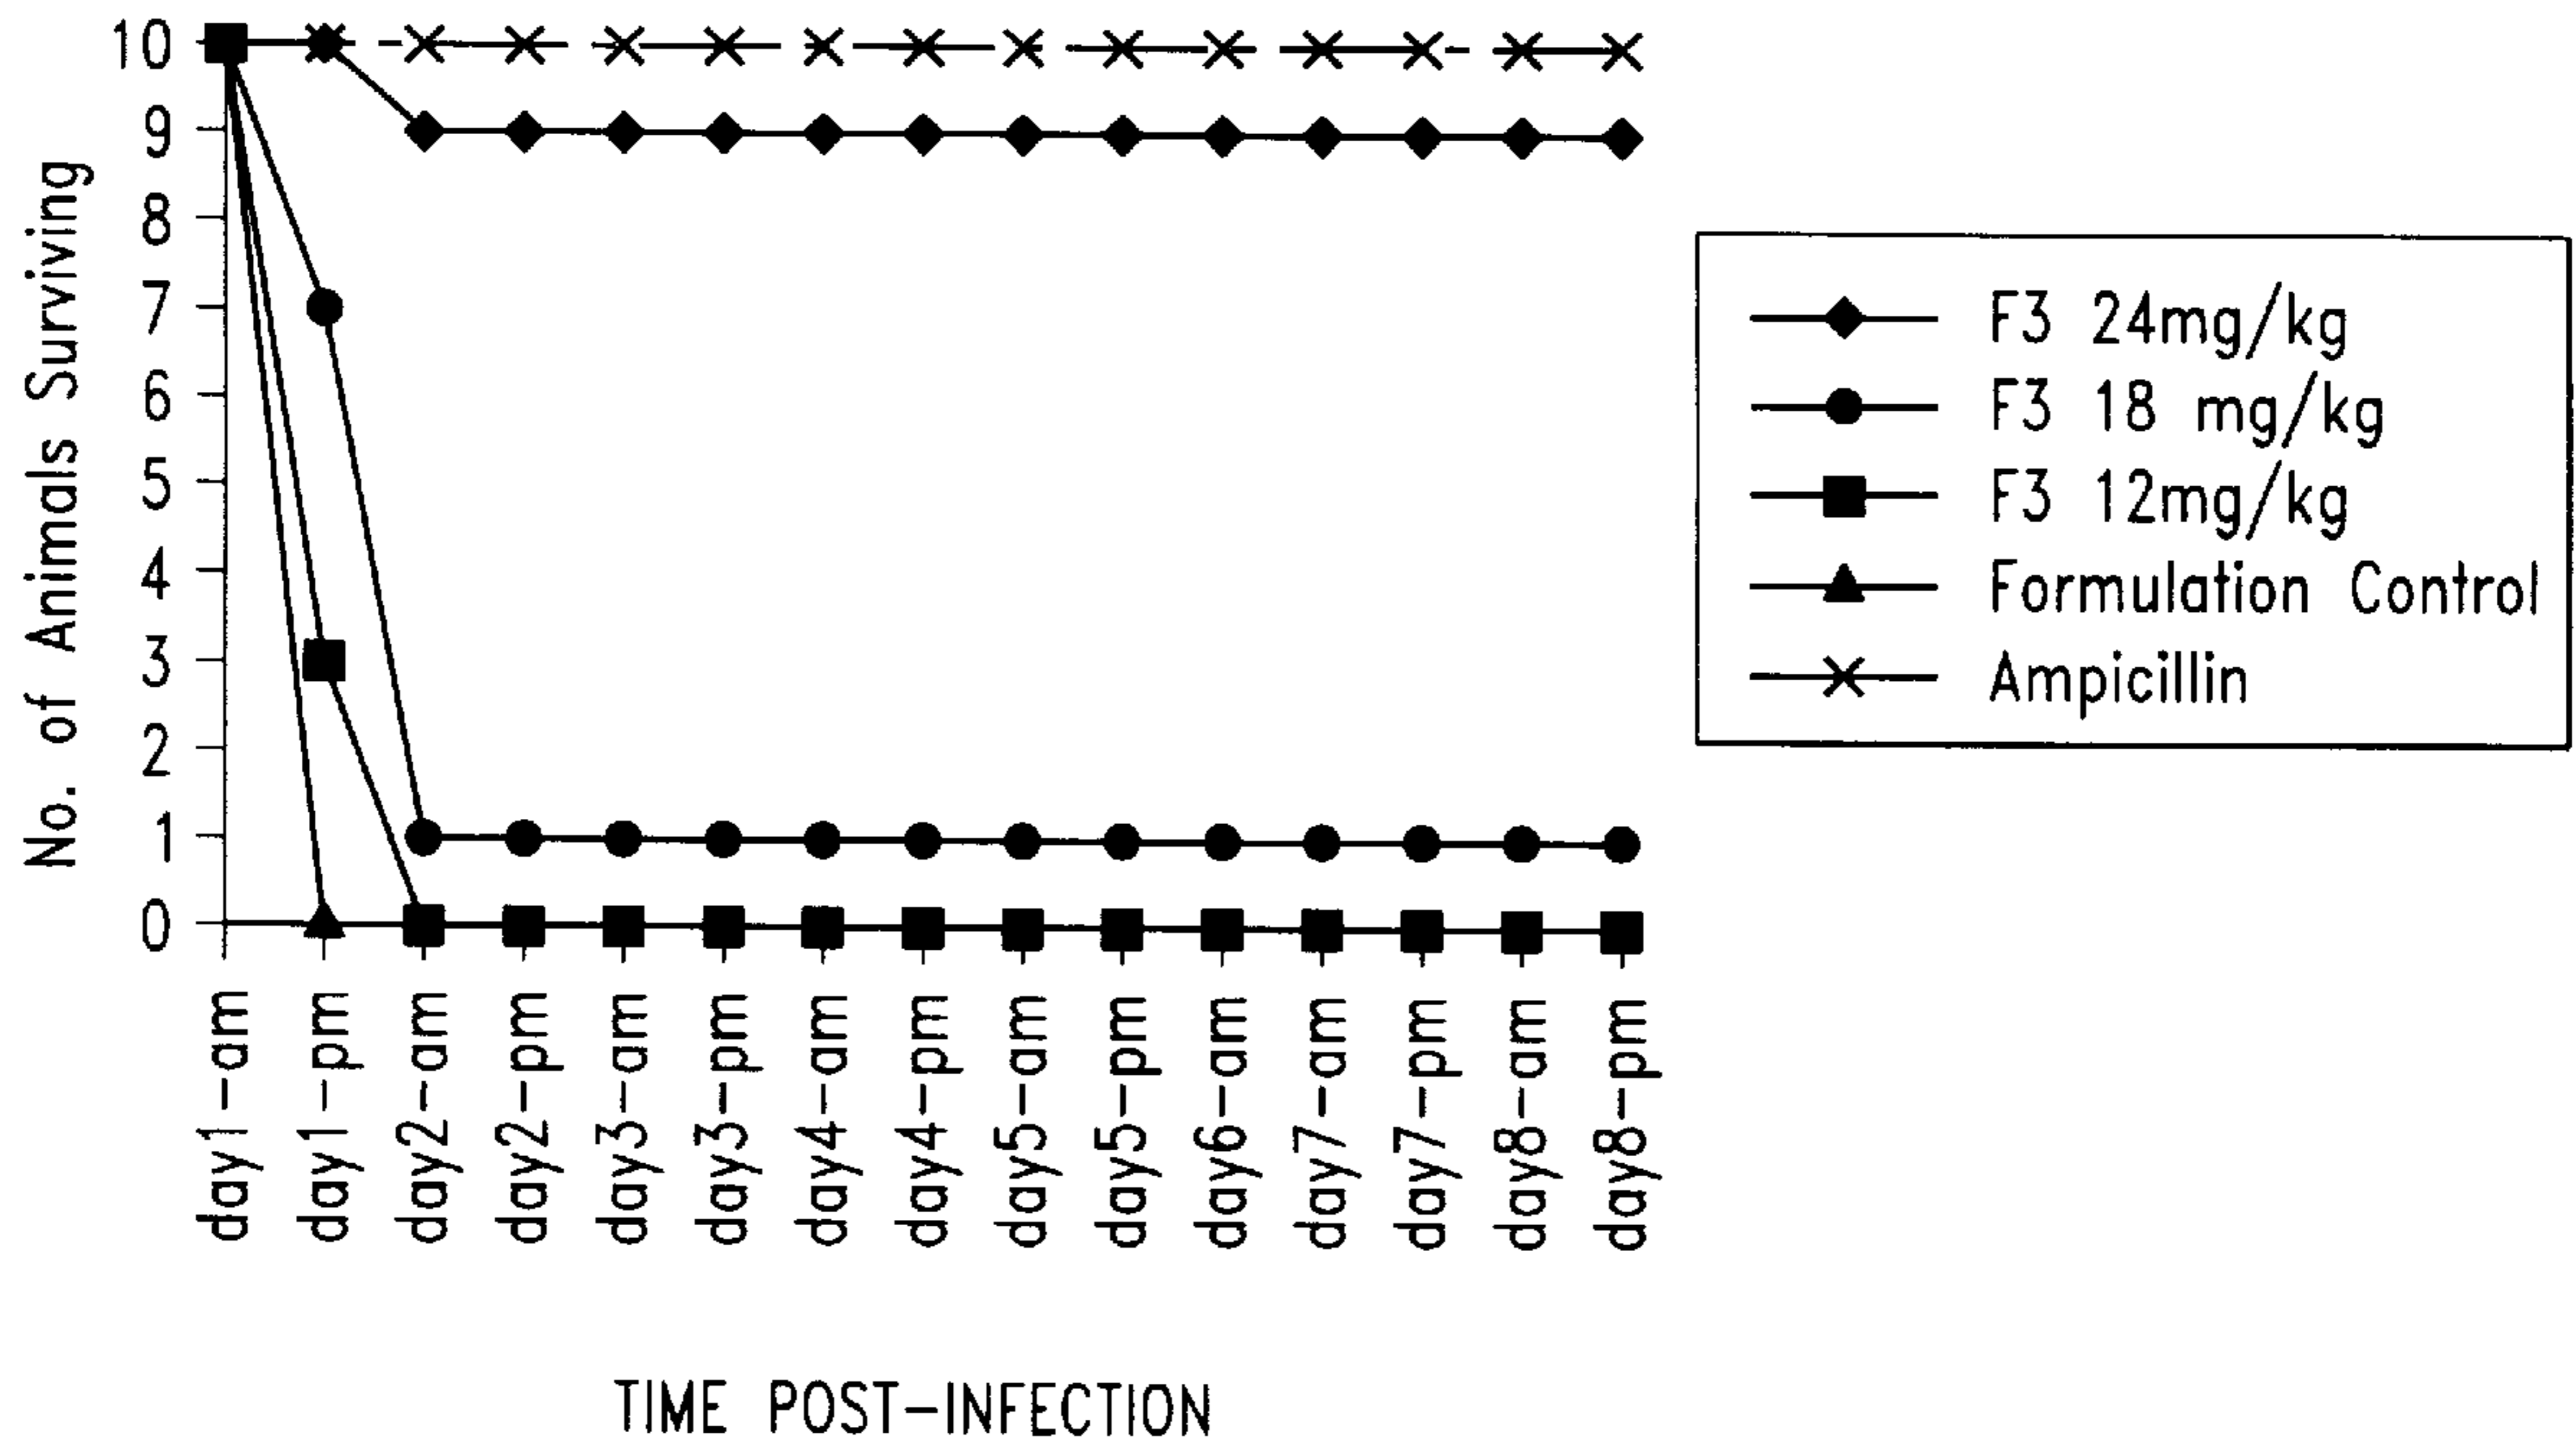 No. of Animals Surviving
10
9
8
7
6
5
4
3
2
1
0
day1-am
day1-pm
day2-am
day2-pm
day3-am
day3-pm
day4-am
day4-pm
day5-am
day5-pm
day6-am
day7-am
day7-pm
day8-am
day8-pm
TIME POST-INFECTION
F3 24mg/kg
F3 18 mg/kg
F3 12mg/kg
Formulation Control
Ampicillin